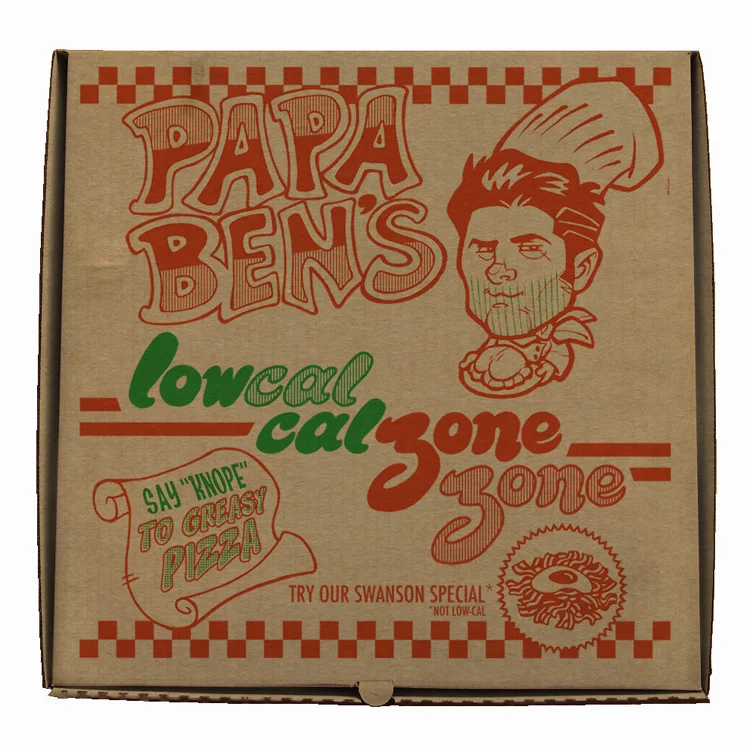 PAPA
BEN'S
lowcal
calzone
zone
SAY "KNOPE"
TO GREASY
PIZZA
TRY OUR SWANSON SPECIAL*
*NOT LOW-CAL